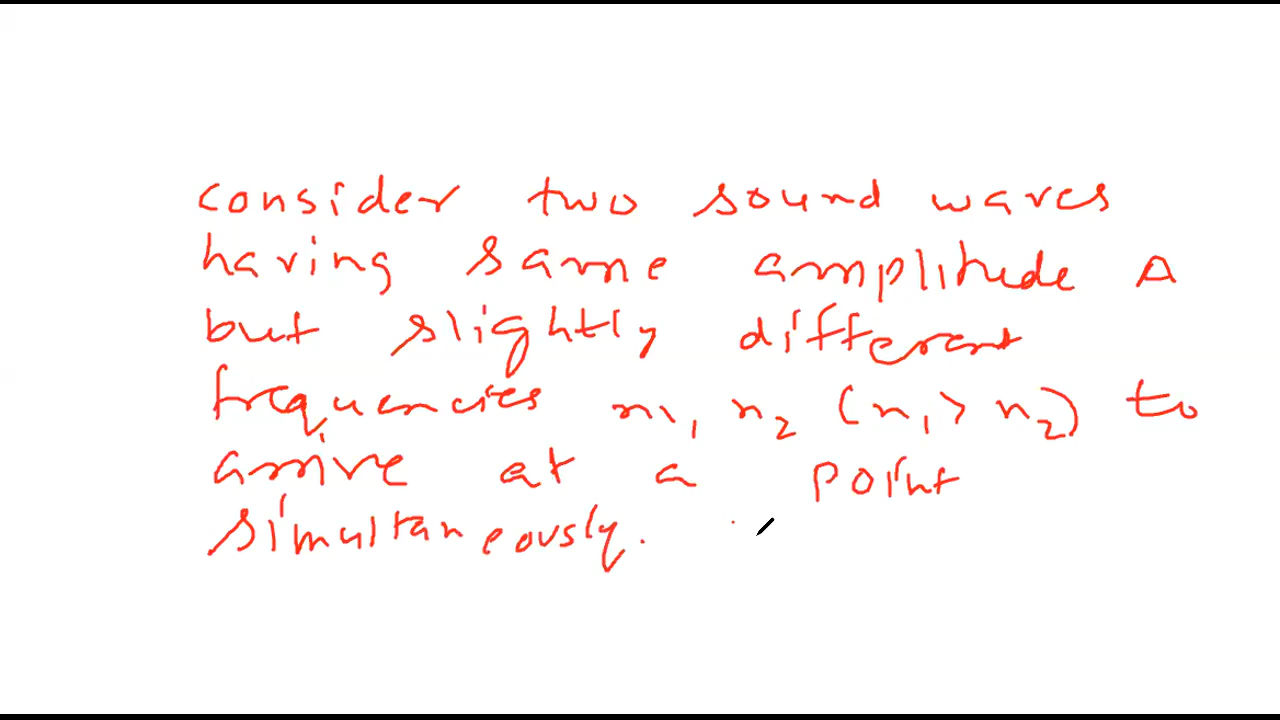 consider two sound waves
having same amplitude A
but slightly different
frequencies n₁, n₂ (n₁ > n₂) to
arrive at a point
simultaneously.